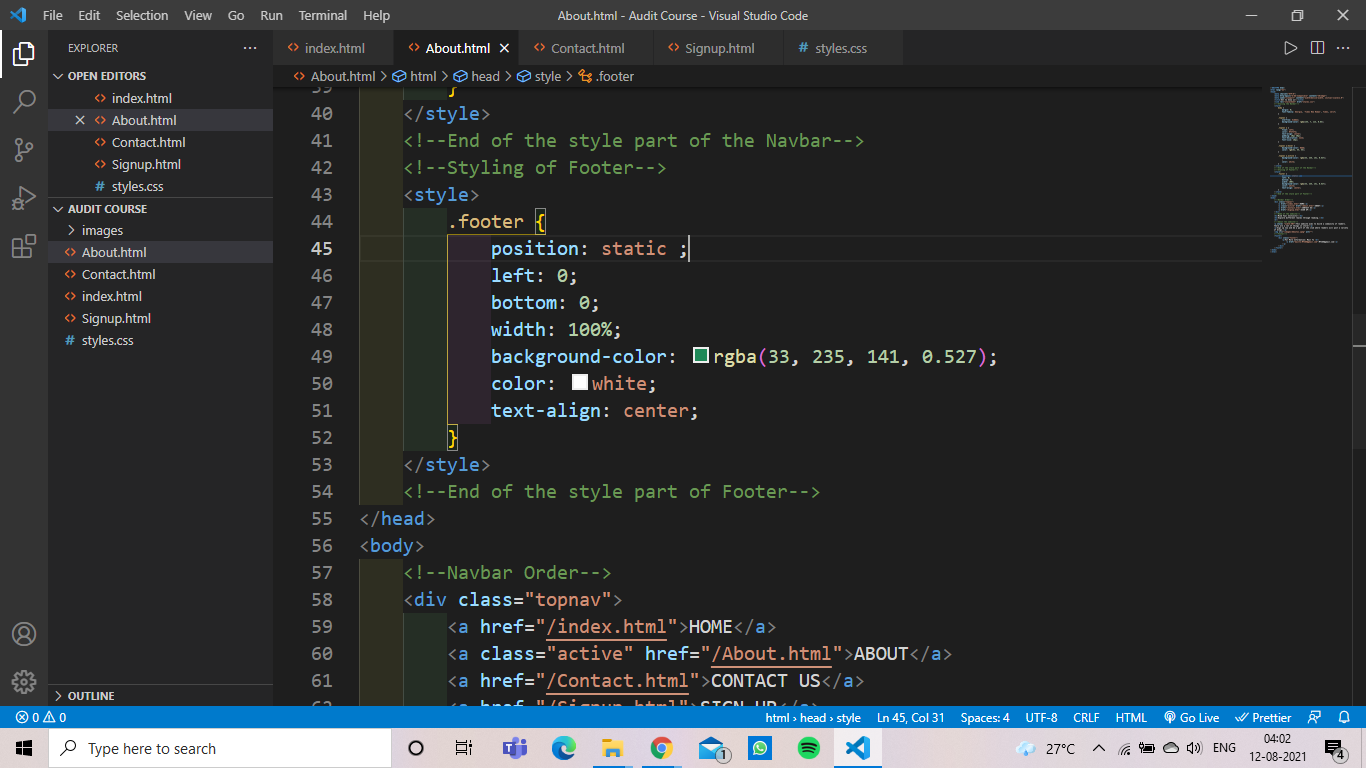 File Edit Selection View Go Run Terminal Help About.html - Audit Course - Visual Studio Code
EXPLORER
OPEN EDITORS
index.html
About.html
Contact.html
Signup.html
styles.css
AUDIT COURSE
images
About.html
Contact.html
index.html
Signup.html
styles.css
OUTLINE
index.html About.html Contact.html Signup.html styles.css
About.html > html > head > style > .footer
39 }
40 </style>
41 <!--End of the style part of the Navbar-->
42 <!--Styling of Footer-->
43 <style>
44 .footer {
45 position: static ;
46 left: 0;
47 bottom: 0;
48 width: 100%;
49 background-color: rgba(33, 235, 141, 0.527);
50 color: white;
51 text-align: center;
52 }
53 </style>
54 <!--End of the style part of Footer-->
55 </head>
56 <body>
57 <!--Navbar Order-->
58 <div class="topnav">
59 <a href="/index.html">HOME</a>
60 <a class="active" href="/About.html">ABOUT</a>
61 <a href="/Contact.html">CONTACT US</a>
62 <a href="/Signup.html">SIGN UP</a>
0 0 html › head › style Ln 45, Col 31 Spaces: 4 UTF-8 CRLF HTML Go Live Prettier
Type here to search 1 27°C ENG 04:02
12-08-2021 4